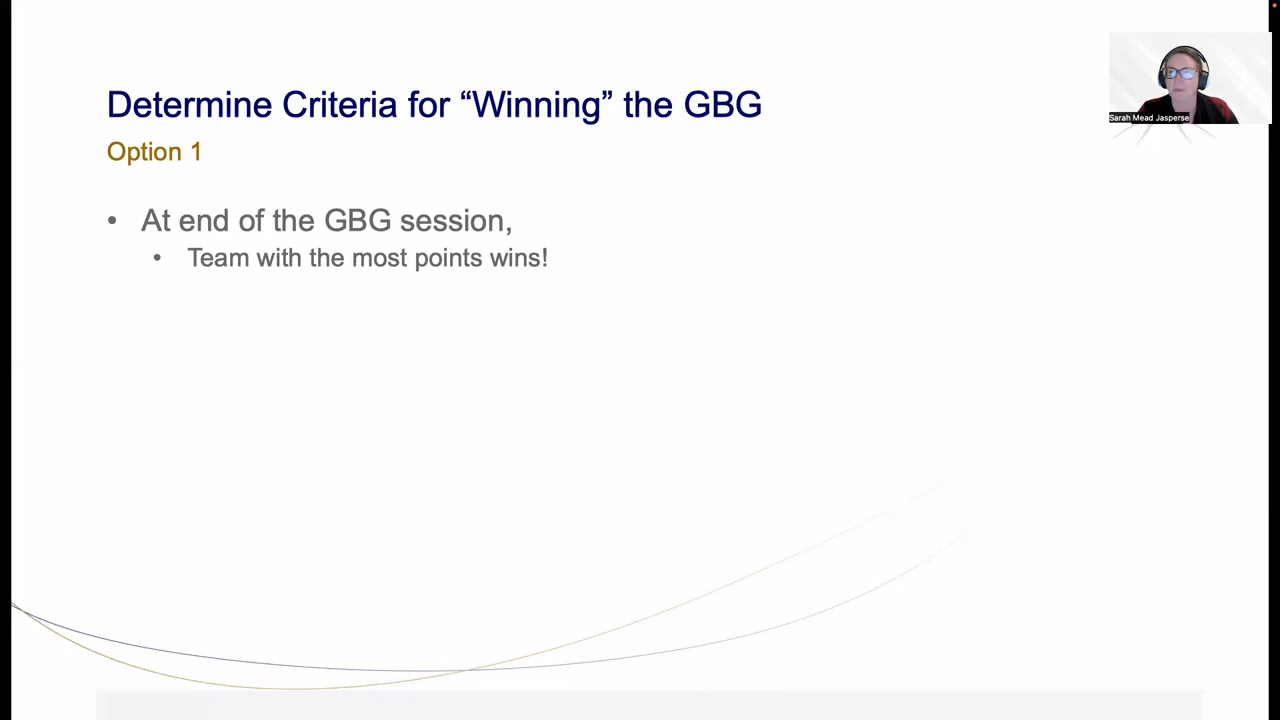 Determine Criteria for “Winning” the GBG
Option 1
• At end of the GBG session,
• Team with the most points wins!
Sarah Mead Jasperse